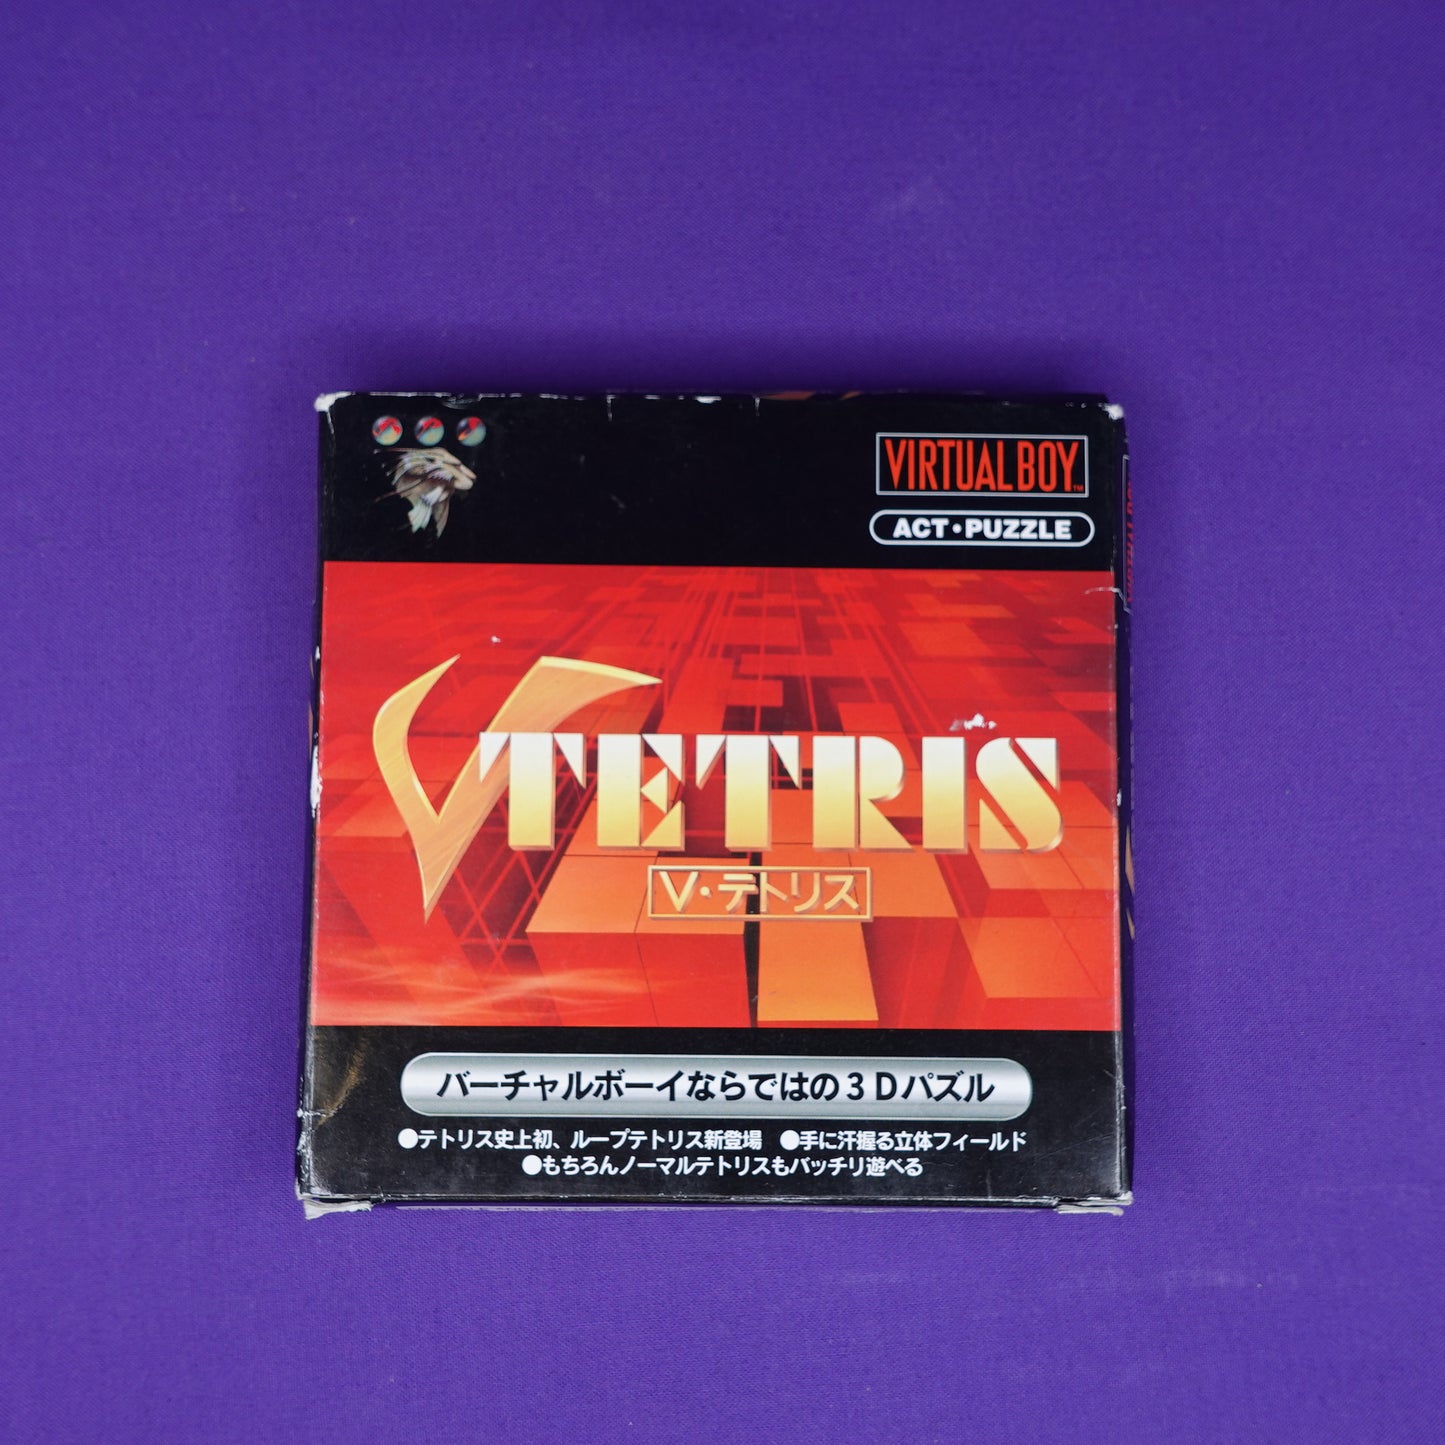 VIRTUAL BOY™
ACT・PUZZLE
V TETRIS
V・テトリス
バーチャルボーイならではの3Dパズル
●テトリス史上初、ループテトリス新登場 ●手に汗握る立体フィールド
●もちろんノーマルテトリスもバッチリ遊べる
VIRTUAL BOY